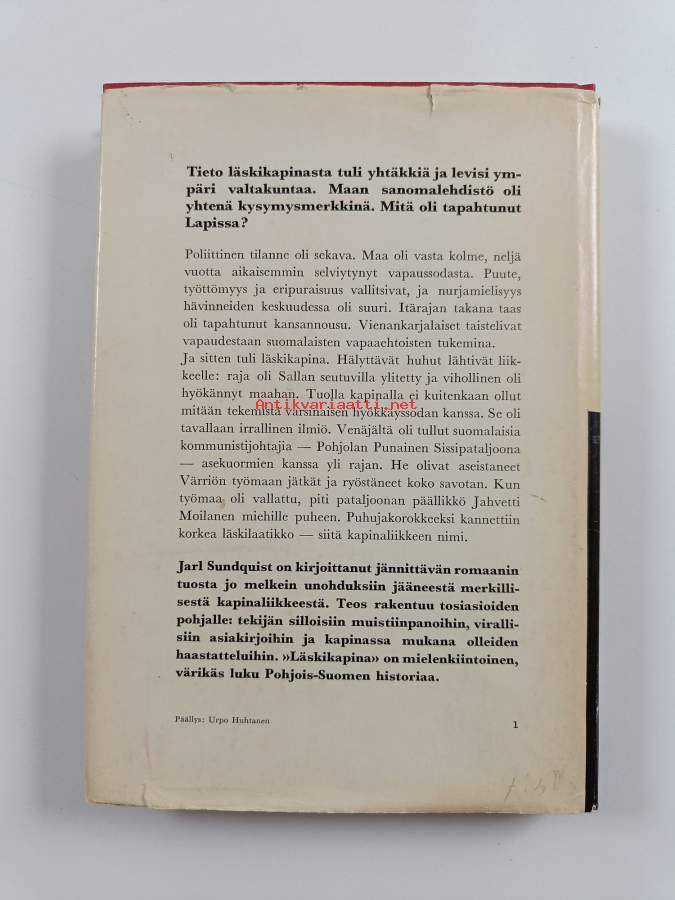 Tieto läskikapinasta tuli yhtäkkiä ja levisi ym-
päri valtakuntaa. Maan sanomalehdistö oli
yhtenä kysymysmerkkinä. Mitä oli tapahtunut
Lapissa?
Poliittinen tilanne oli sekava. Maa oli vasta kolme, neljä
vuotta aikaisemmin selviytynyt vapaussodasta. Puute,
työttömyys ja eripuraisuus vallitsivat, ja nurjamielisyys
hävinneiden keskuudessa oli suuri. Itärajan takana taas
oli tapahtunut kansannousu. Vienankarjalaiset taistelivat
vapaudestaan suomalaisten vapaaehtoisten tukemina.
Ja sitten tuli läskikapina. Hälyttävät huhut lähtivät liik-
keelle: raja oli Sallan seutuvilla ylitetty ja vihollinen oli
hyökännyt maahan. Tuolla kapinalla ei kuitenkaan ollut
Antikvariaatti.net
mitään tekemistä varsinaisen hyökkäyssodan kanssa. Se oli
tavallaan irrallinen ilmiö. Venäjältä oli tullut suomalaisia
kommunistijohtajia — Pohjolan Punainen Sissipataljoona
— asekuormien kanssa yli rajan. He olivat aseistaneet
Värriön työmaan jätkät ja ryöstäneet koko savotan. Kun
työmaa oli vallattu, piti pataljoonan päällikkö Jahvetti
Moilanen miehille puheen. Puhujakorokkeeksi kannettiin
korkea läskilaatikko — siitä kapinaliikkeen nimi.
Jarl Sundquist on kirjoittanut jännittävän romaanin
tuosta jo melkein unohduksiin jääneestä merkilli-
sestä kapinaliikkeestä. Teos rakentuu tosiasioiden
pohjalle: tekijän silloisiin muistiinpanoihin, viralli-
siin asiakirjoihin ja kapinassa mukana olleiden
haastatteluihin. »Läskikapina» on mielenkiintoinen,
värikäs luku Pohjois-Suomen historiaa.
Päällys: Urpo Huhtanen 1